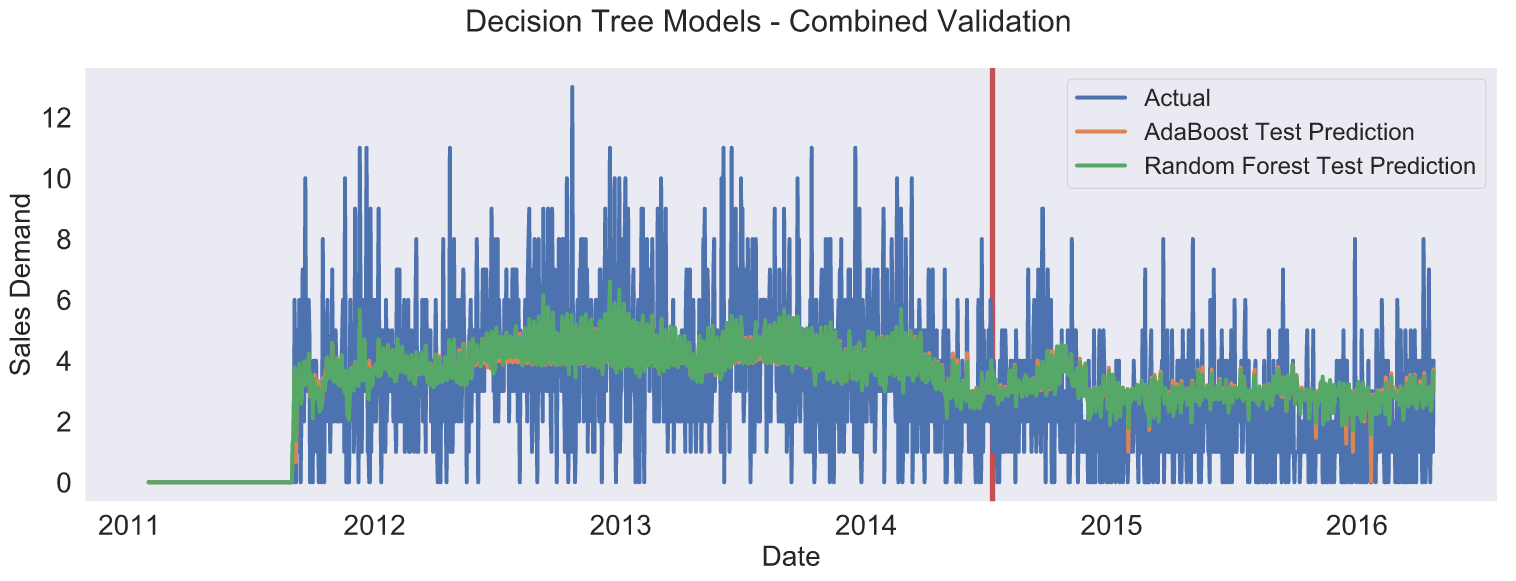 Decision Tree Models - Combined Validation
Actual
AdaBoost Test Prediction
Random Forest Test Prediction
Sales Demand
12
10
8
6
4
2
0
2011 2012 2013 2014 2015 2016
Date